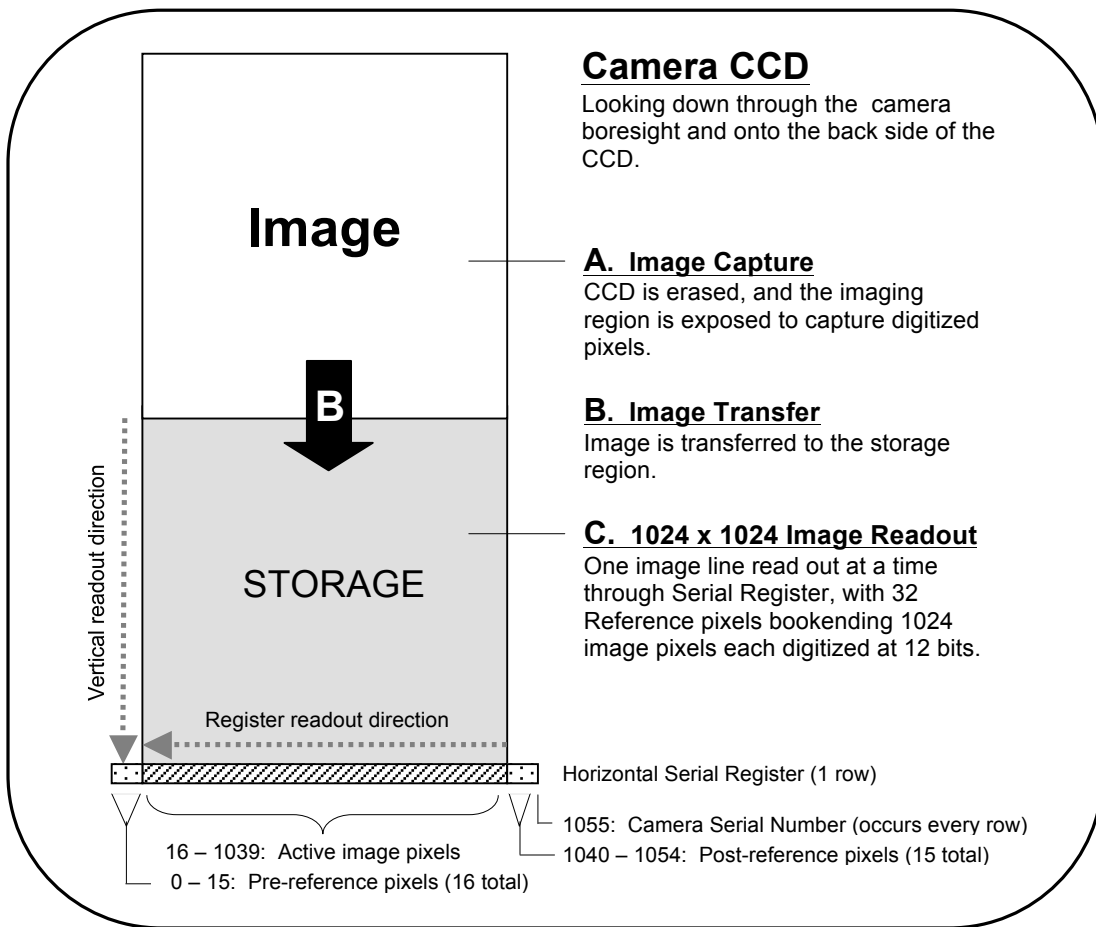 Camera CCD
Looking down through the camera
boresight and onto the back side of the
CCD.
Image
A. Image Capture
CCD is erased, and the imaging
region is exposed to capture digitized
pixels.
B
B. Image Transfer
Image is transferred to the storage
region.
Vertical readout direction
STORAGE
C. 1024 x 1024 Image Readout
One image line read out at a time
through Serial Register, with 32
Reference pixels bookending 1024
image pixels each digitized at 12 bits.
Register readout direction
Horizontal Serial Register (1 row)
1055: Camera Serial Number (occurs every row)
16 – 1039: Active image pixels
1040 – 1054: Post-reference pixels (15 total)
0 – 15: Pre-reference pixels (16 total)